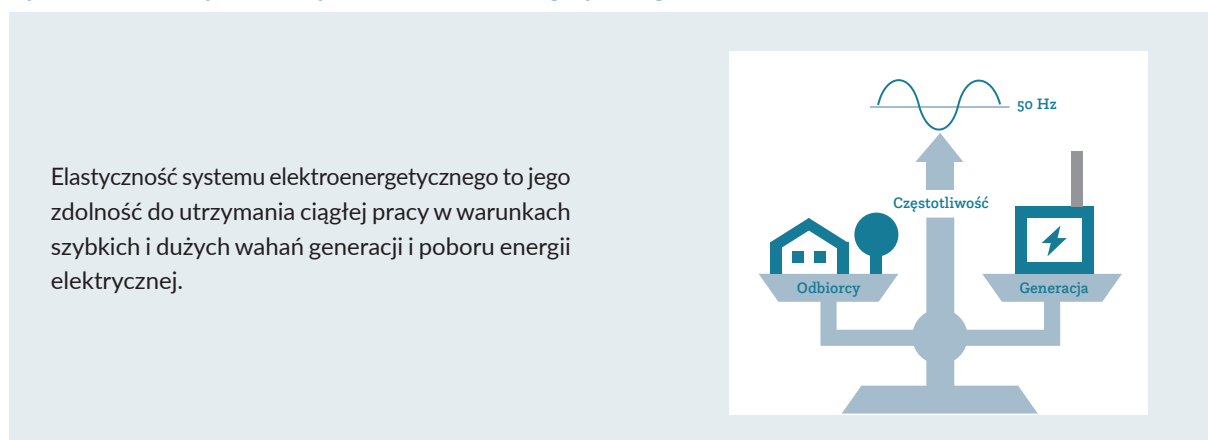 Elastyczność systemu elektroenergetycznego to jego
zdolność do utrzymania ciągłej pracy w warunkach
szybkich i dużych wahań generacji i poboru energii
elektrycznej.
50 Hz
Częstotliwość
Odbiorcy
Generacja